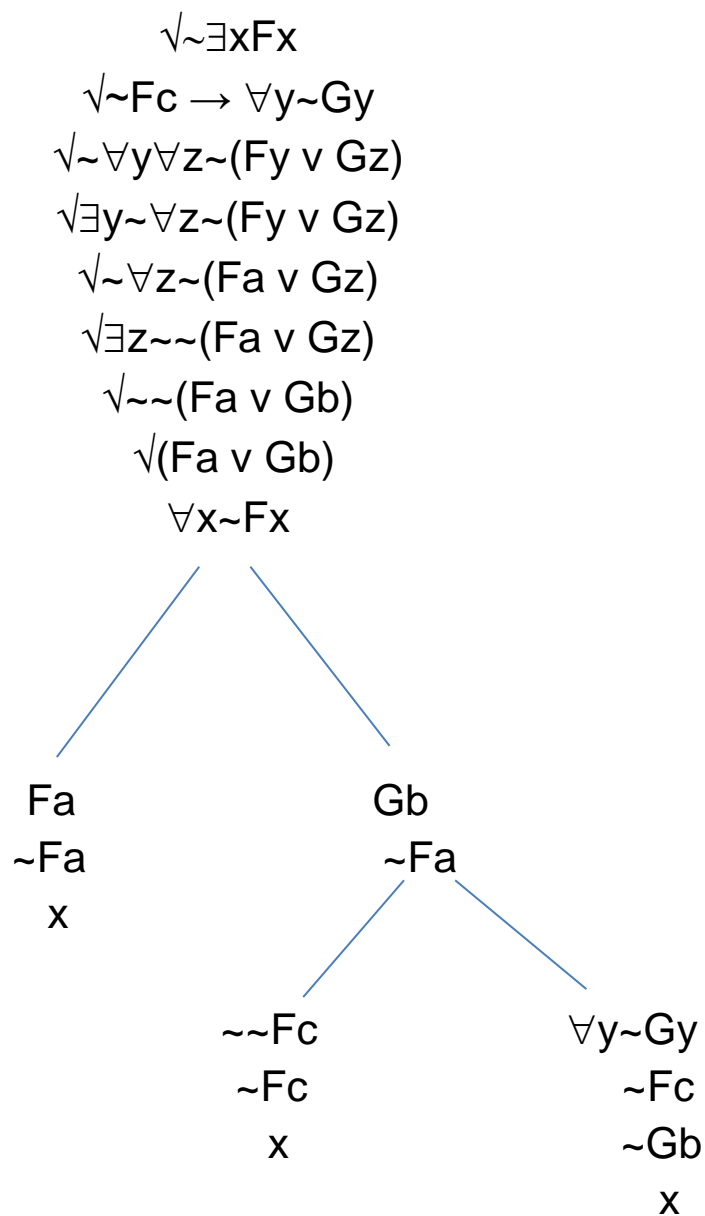 √~∃xFx
√~Fc → ∀y~Gy
√~∀y∀z~(Fy v Gz)
√∃y~∀z~(Fy v Gz)
√~∀z~(Fa v Gz)
√∃z~~(Fa v Gz)
√~~(Fa v Gb)
√(Fa v Gb)
∀x~Fx
Fa Gb
~Fa ~Fa
x
~~Fc ∀y~Gy
~Fc ~Fc
x ~Gb
x